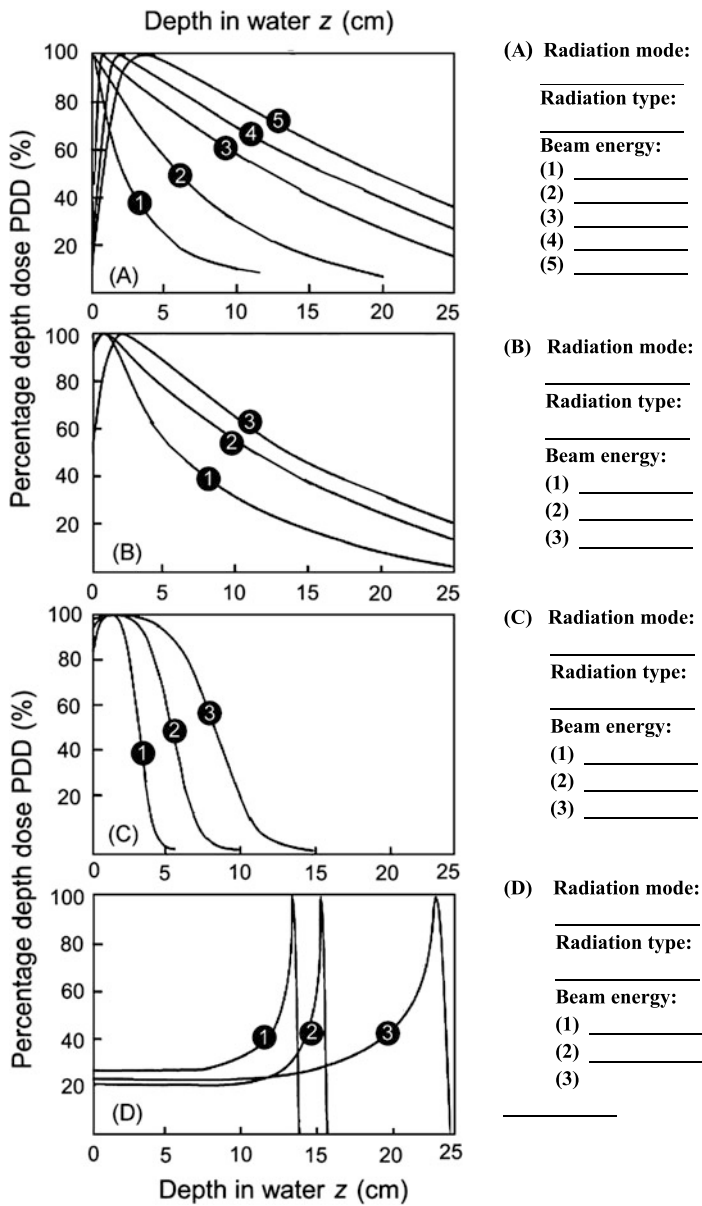 Depth in water z (cm)
Percentage depth dose PDD (%)
100
80
60
40
20
1
2
3
4
5
(A)
0 5 10 15 20 25
(A) Radiation mode:
Radiation type:
Beam energy:
(1)
(2)
(3)
(4)
(5)
100
80
60
40
20
1
2
3
(B)
0 5 10 15 20 25
(B) Radiation mode:
Radiation type:
Beam energy:
(1)
(2)
(3)
Percentage depth dose PDD (%)
100
80
60
40
20
1
2
3
(C)
0 5 10 15 20 25
(C) Radiation mode:
Radiation type:
Beam energy:
(1)
(2)
(3)
100
80
60
40
20
1
2
3
(D)
0 5 10 15 20 25
Depth in water z (cm)
(D) Radiation mode:
Radiation type:
Beam energy:
(1)
(2)
(3)